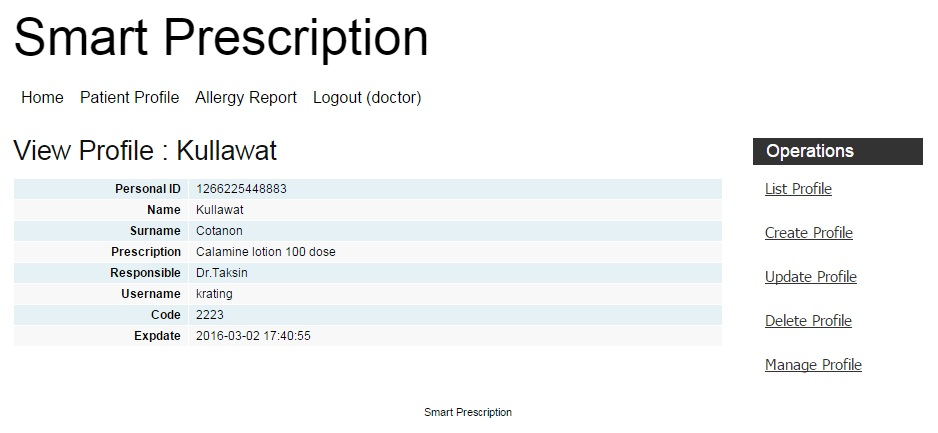 Smart Prescription
Home Patient Profile Allergy Report Logout (doctor)
View Profile : Kullawat
Personal ID 1266225448883
Name Kullawat
Surname Cotanon
Prescription Calamine lotion 100 dose
Responsible Dr.Taksin
Username krating
Code 2223
Expdate 2016-03-02 17:40:55
Operations
List Profile
Create Profile
Update Profile
Delete Profile
Manage Profile
Smart Prescription